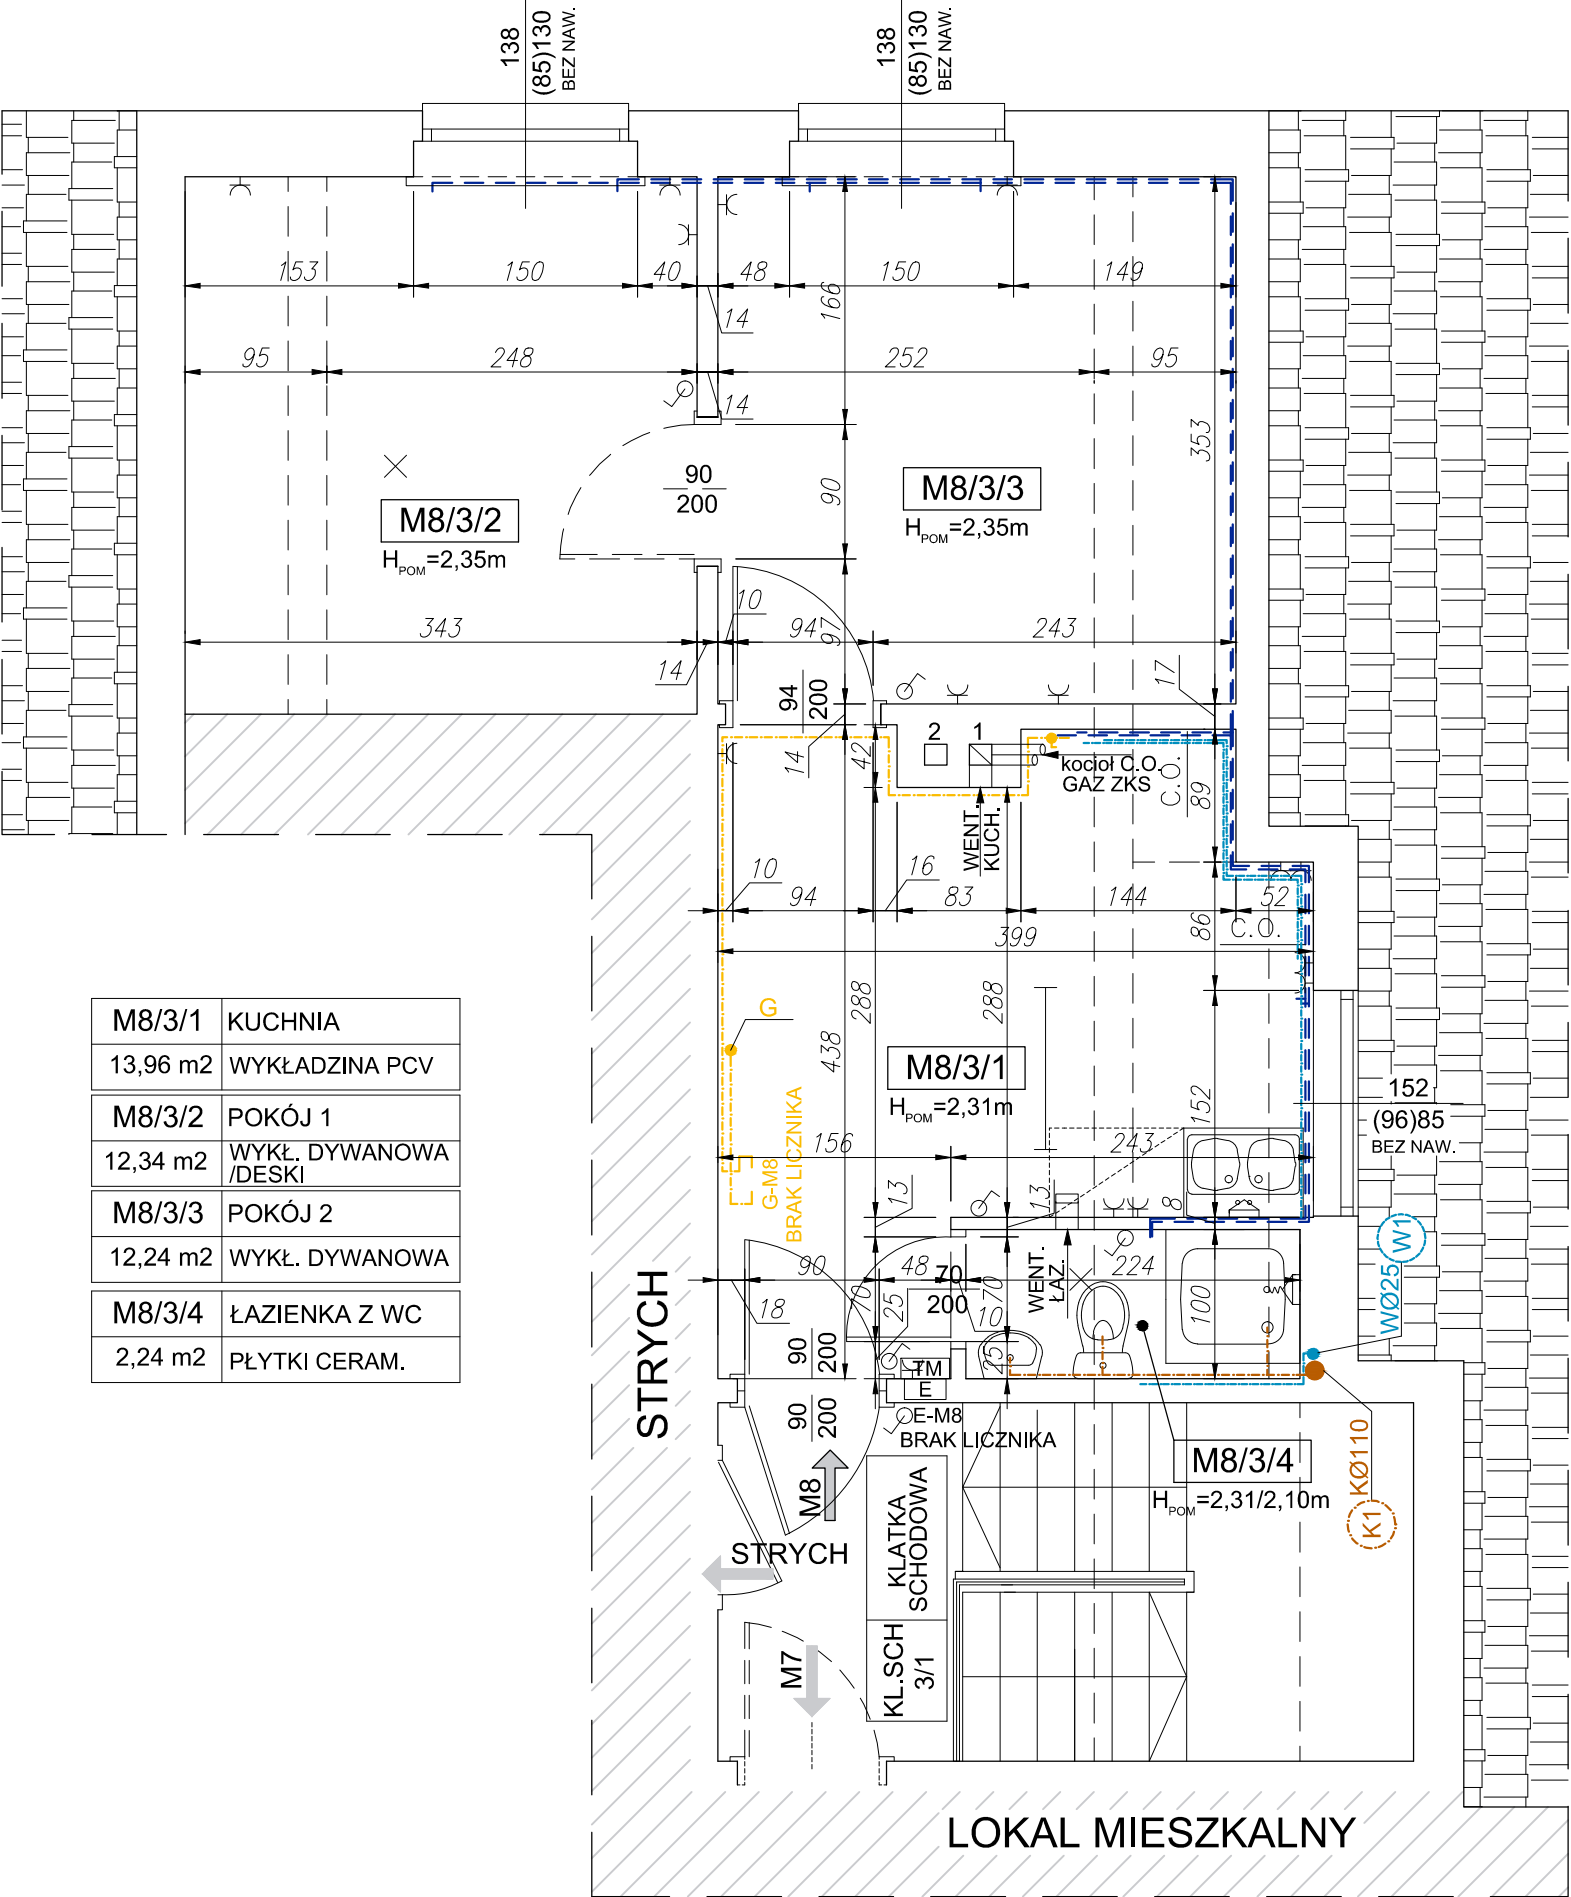 138
(85)130
BEZ NAW.
138
(85)130
BEZ NAW.
153
150
40
48
150
149
14
166
95
248
252
95
14
353
90
200
90
M8/3/2
HPOM=2,35m
M8/3/3
HPOM=2,35m
10
343
94
97
243
14
94
200
17
14
42
2
1
kocioł C.O.
GAZ ZKS
C.O.
89
WENT.
KUCH.
10
16
94
83
144
52
86
C.O.
399
288
288
438
G
M8/3/1
HPOM=2,31m
152
152
(96)85
BEZ NAW.
156
243
G-M8
BRAK LICZNIKA
13
13
8
M8/3/1
KUCHNIA
13,96 m2
WYKŁADZINA PCV
M8/3/2
POKÓJ 1
12,34 m2
WYKŁ. DYWANOWA
/DESKI
M8/3/3
POKÓJ 2
12,24 m2
WYKŁ. DYWANOWA
M8/3/4
ŁAZIENKA Z WC
2,24 m2
PŁYTKI CERAM.
STRYCH
90
48
70
200
70
WENT.
ŁAZ.
224
100
W1
WØ25
18
70
25
10
25
90
200
TM
E
90
200
E-M8
BRAK LICZNIKA
M8
STRYCH
KLATKA
SCHODOWA
KL.SCH
3/1
M7
M8/3/4
HPOM=2,31/2,10m
KØ110
K1
LOKAL MIESZKALNY